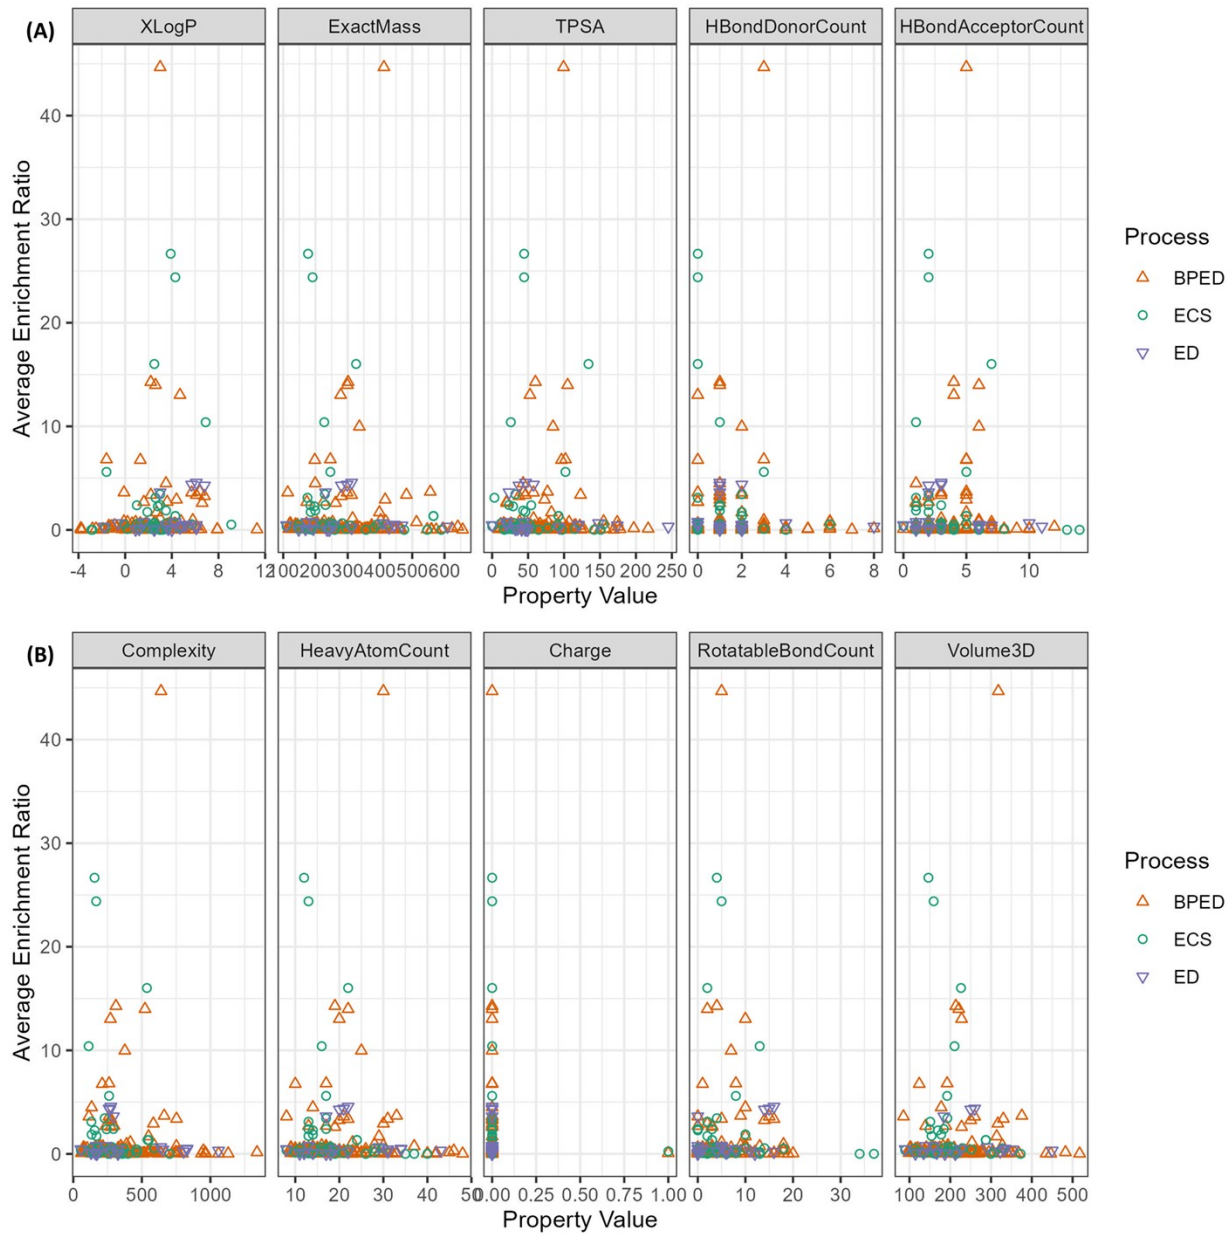 (A)
XLogP ExactMass TPSA HBondDonorCount HBondAcceptorCount
Average Enrichment Ratio
40
30
20
10
0
-4 0 4 8 12 100 200 300 400 500 600 0 50 100 150 200 250 0 2 4 6 8 0 5 10
Property Value
Process
BPED
ECS
ED
(B)
Complexity HeavyAtomCount Charge RotatableBondCount Volume3D
Average Enrichment Ratio
40
30
20
10
0
0 500 1000 10 20 30 40 50 0.00 0.25 0.50 0.75 1.00 0 10 20 30 100 200 300 400 500
Property Value
Process
BPED
ECS
ED